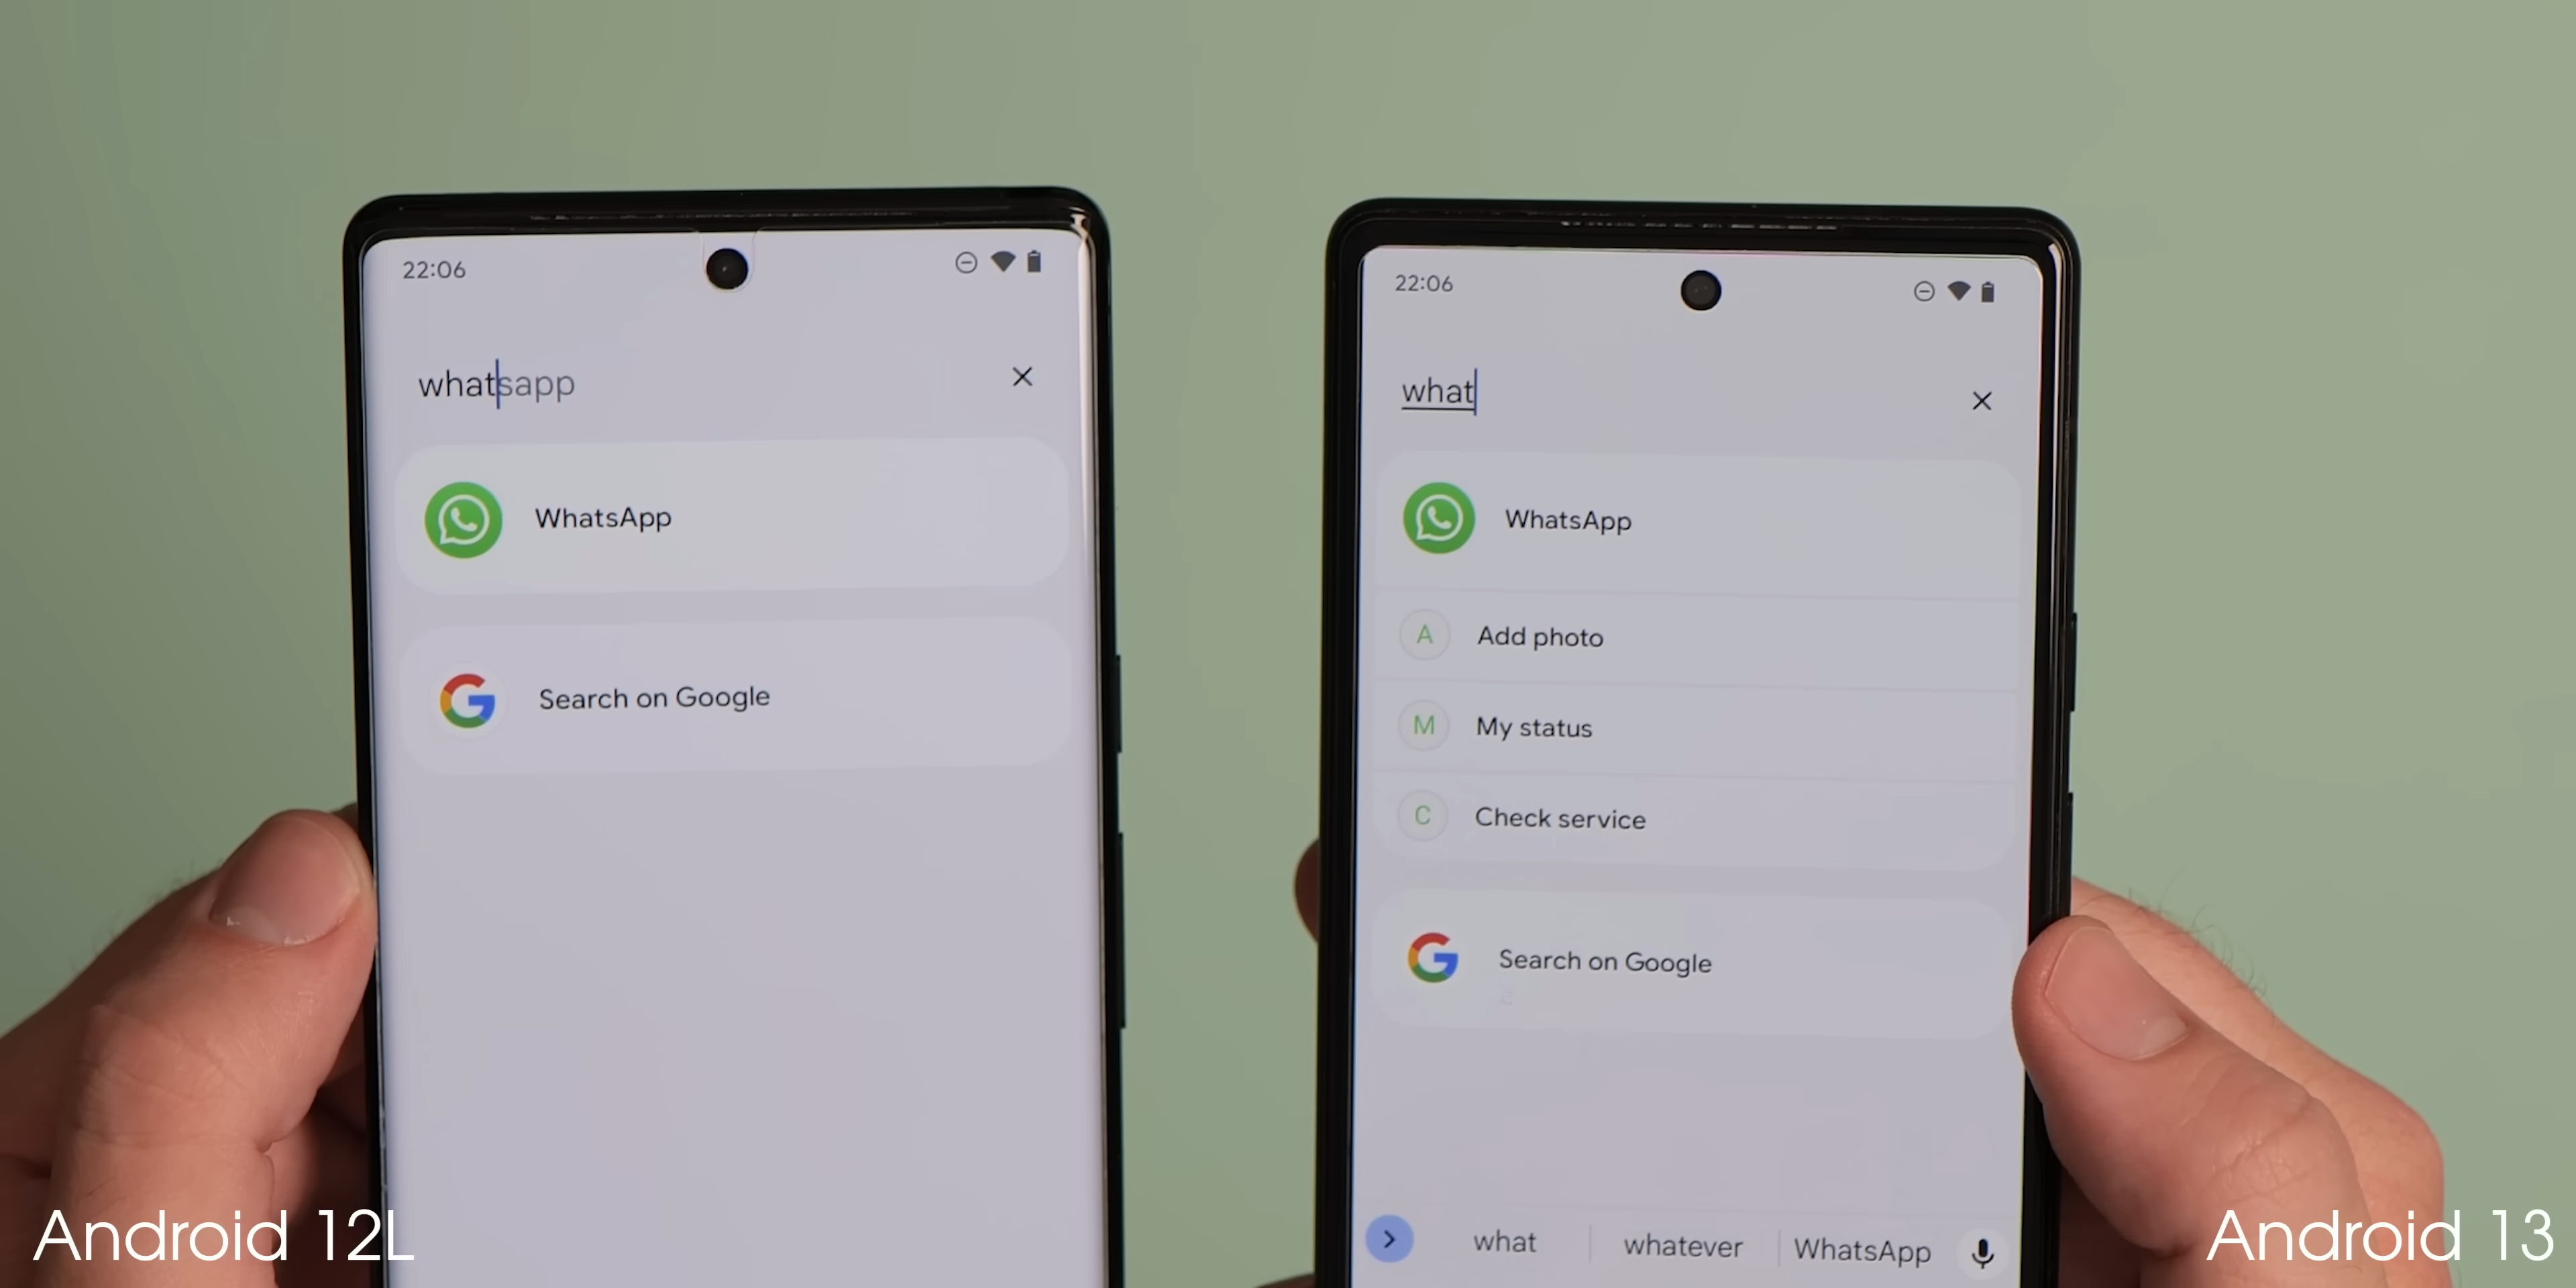 22:06
whatsapp
WhatsApp
Search on Google
Android 12L
22:06
what
WhatsApp
A Add photo
M My status
C Check service
Search on Google
what whatever WhatsApp
Android 13